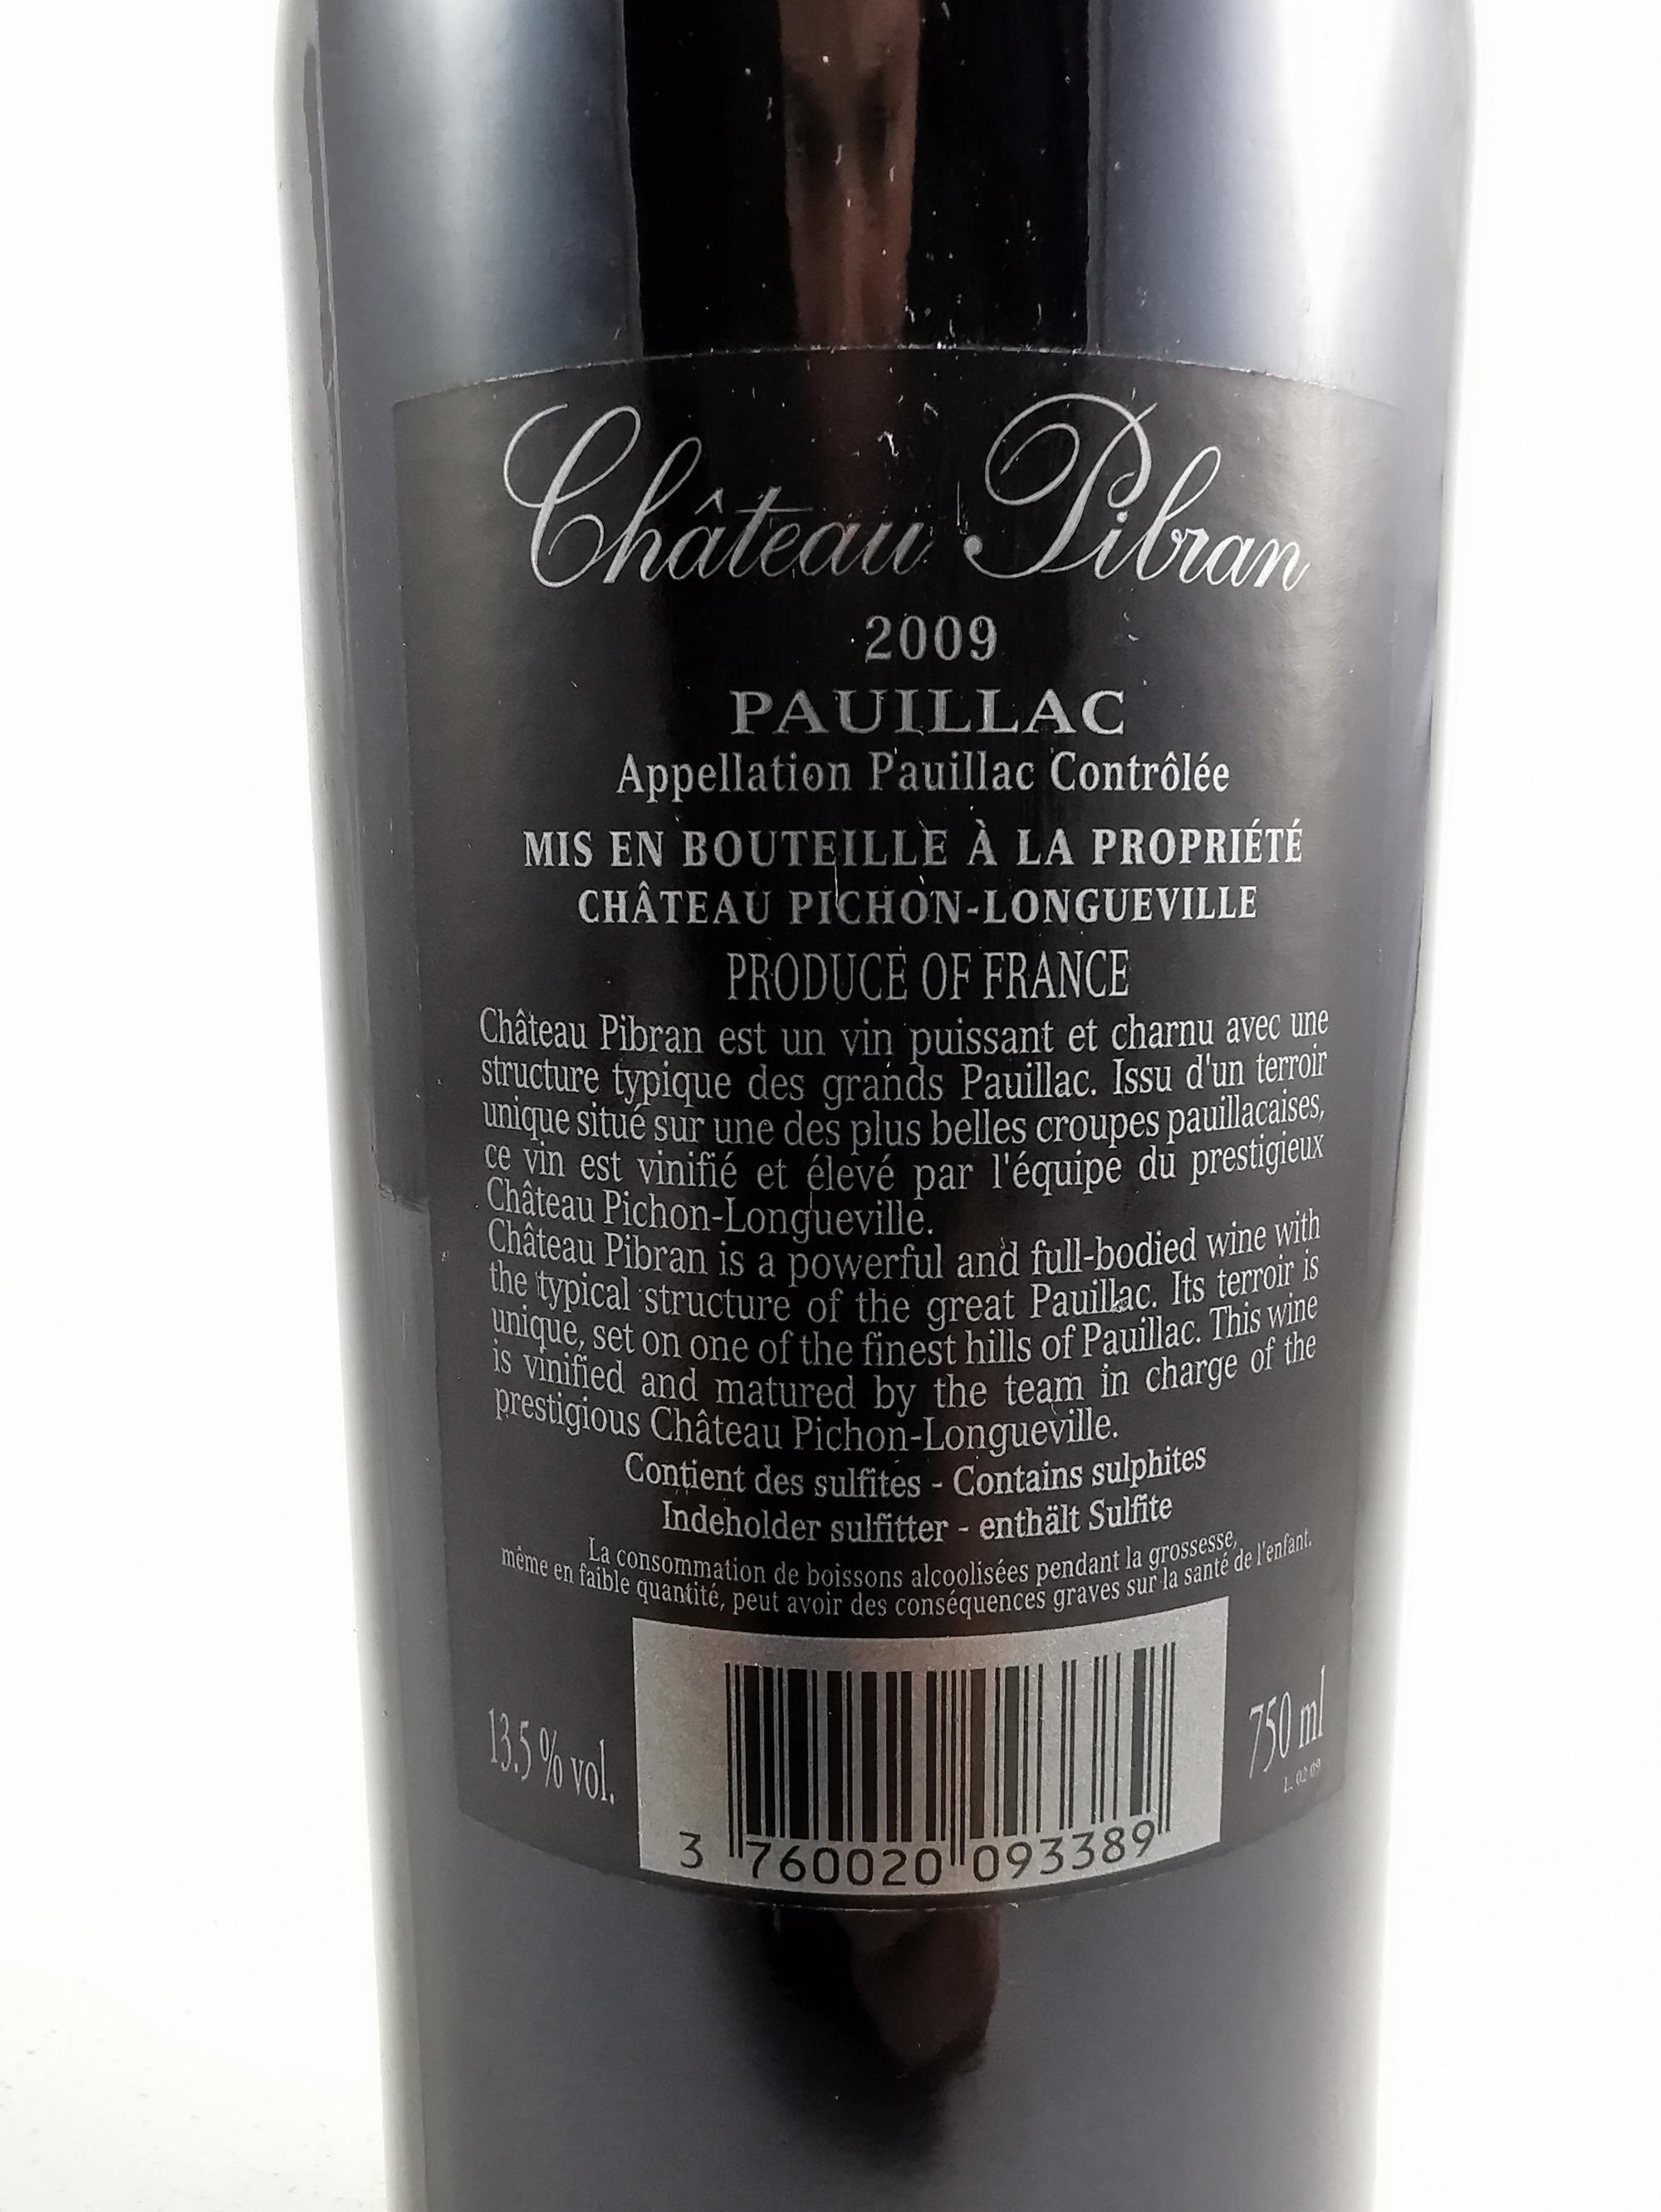 Château Pibran
2009
PAUILLAC
Appellation Pauillac Contrôlée
MIS EN BOUTEILLE À LA PROPRIÉTÉ
CHÂTEAU PICHON-LONGUEVILLE
PRODUCE OF FRANCE
Château Pibran est un vin puissant et charnu avec une
structure typique des grands Pauillac. Issu d'un terroir
unique situé sur une des plus belles croupes pauillacaises,
ce vin est vinifié et élevé par l'équipe du prestigieux
Château Pichon-Longueville.
Château Pibran is a powerful and full-bodied wine with
the typical structure of the great Pauillac. Its terroir is
unique, set on one of the finest hills of Pauillac. This wine
is vinified and matured by the team in charge of the
prestigious Château Pichon-Longueville.
Contient des sulfites - Contains sulphites
Indeholder sulfitter - enthält Sulfite
La consommation de boissons alcoolisées pendant la grossesse,
même en faible quantité, peut avoir des conséquences graves sur la santé de l'enfant.
13.5 % vol.
750 ml
L. 02 09
3 760020 093389